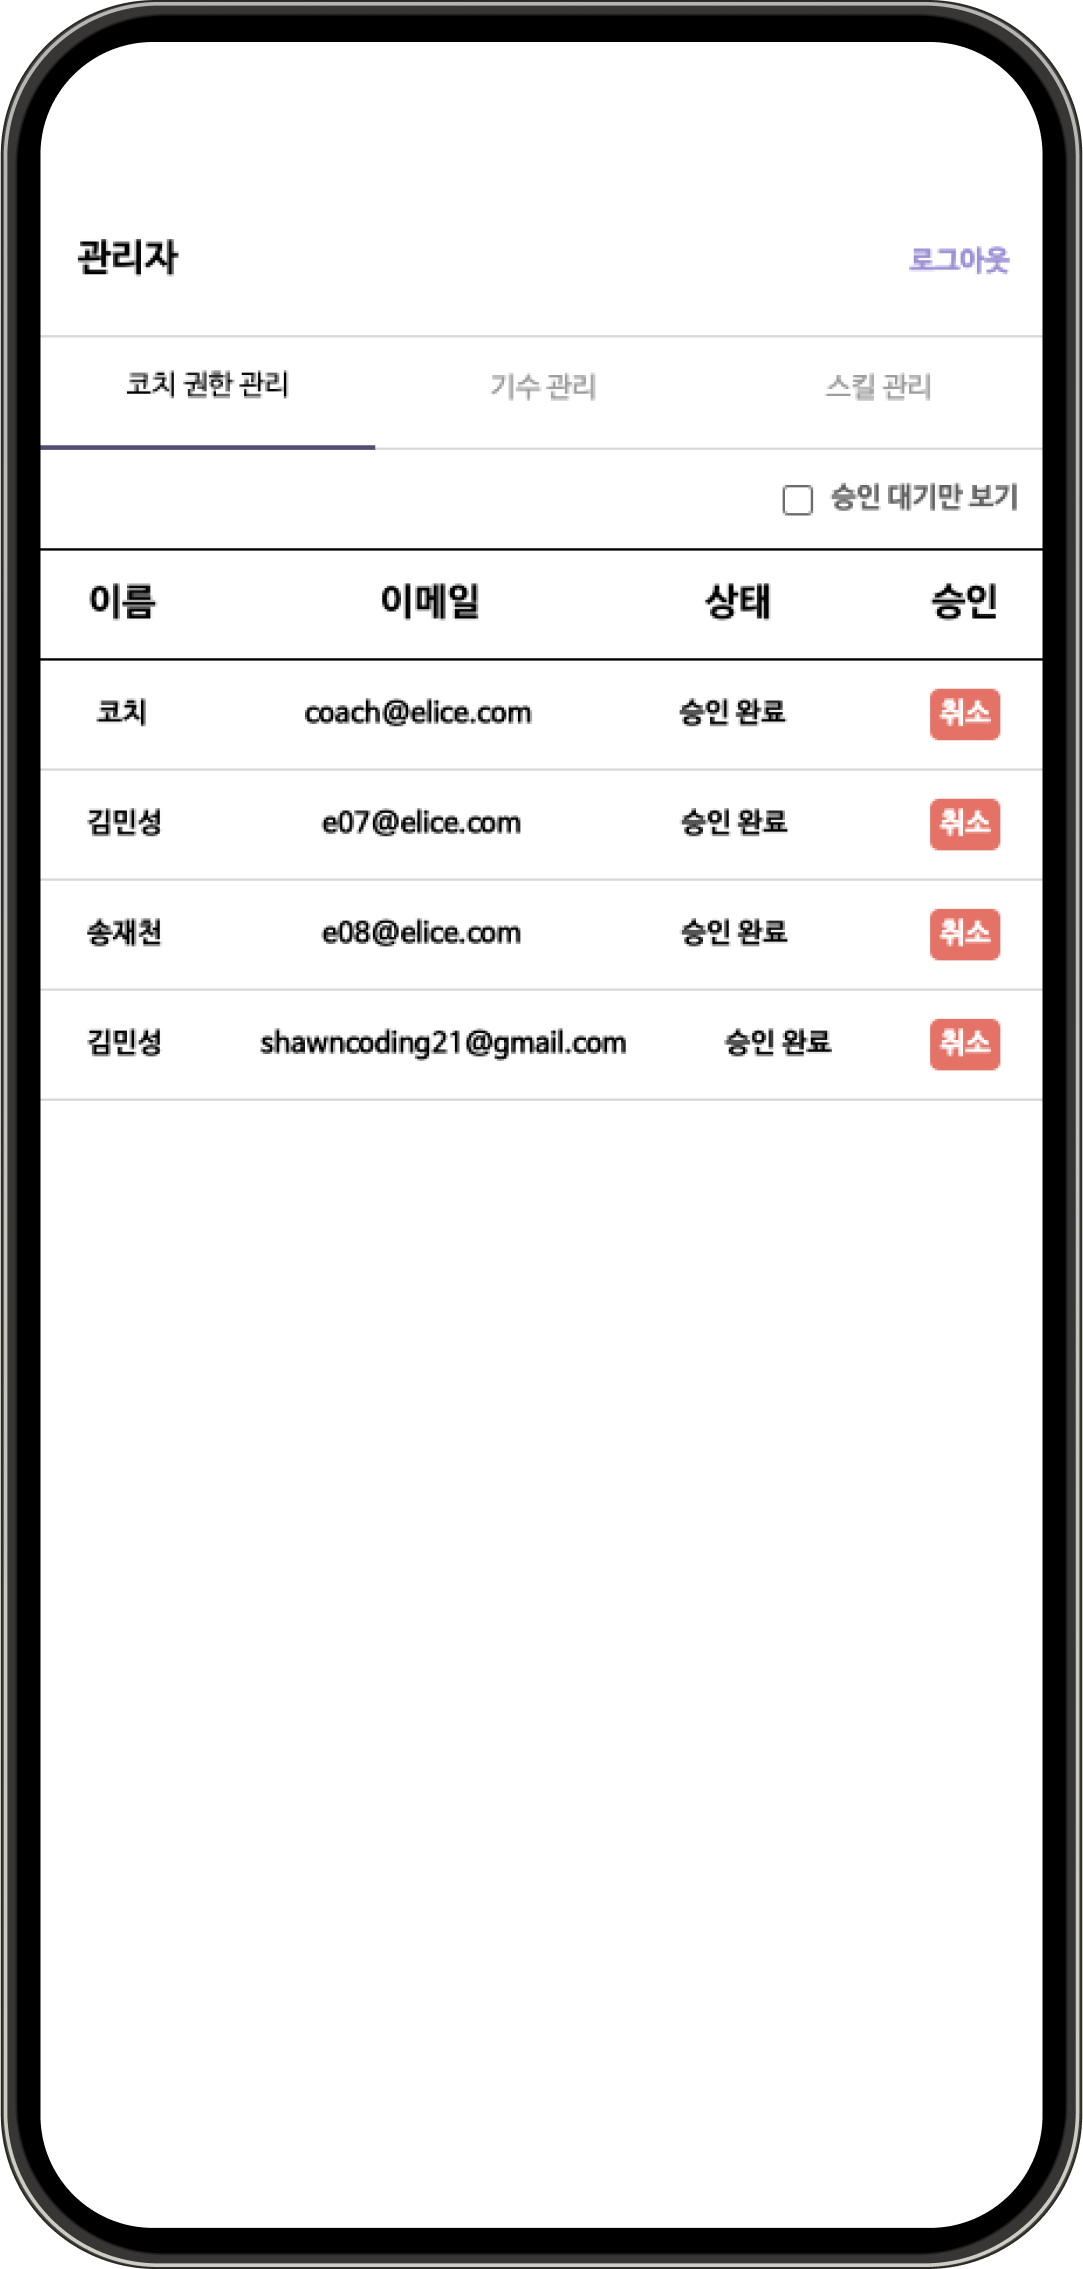 관리자 로그아웃
코치 권한 관리 기수 관리 스킬 관리
승인 대기만 보기
이름 이메일 상태 승인
코치 coach@elice.com 승인 완료 취소
김민성 e07@elice.com 승인 완료 취소
송재천 e08@elice.com 승인 완료 취소
김민성 shawncoding21@gmail.com 승인 완료 취소